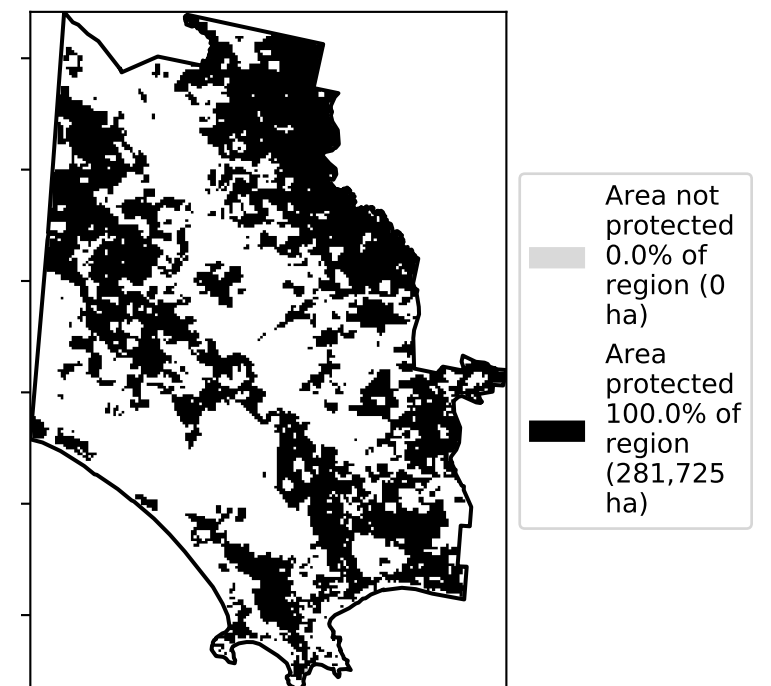 Area not
protected
0.0% of
region (0
ha)
Area
protected
100.0% of
region
(281,725
ha)